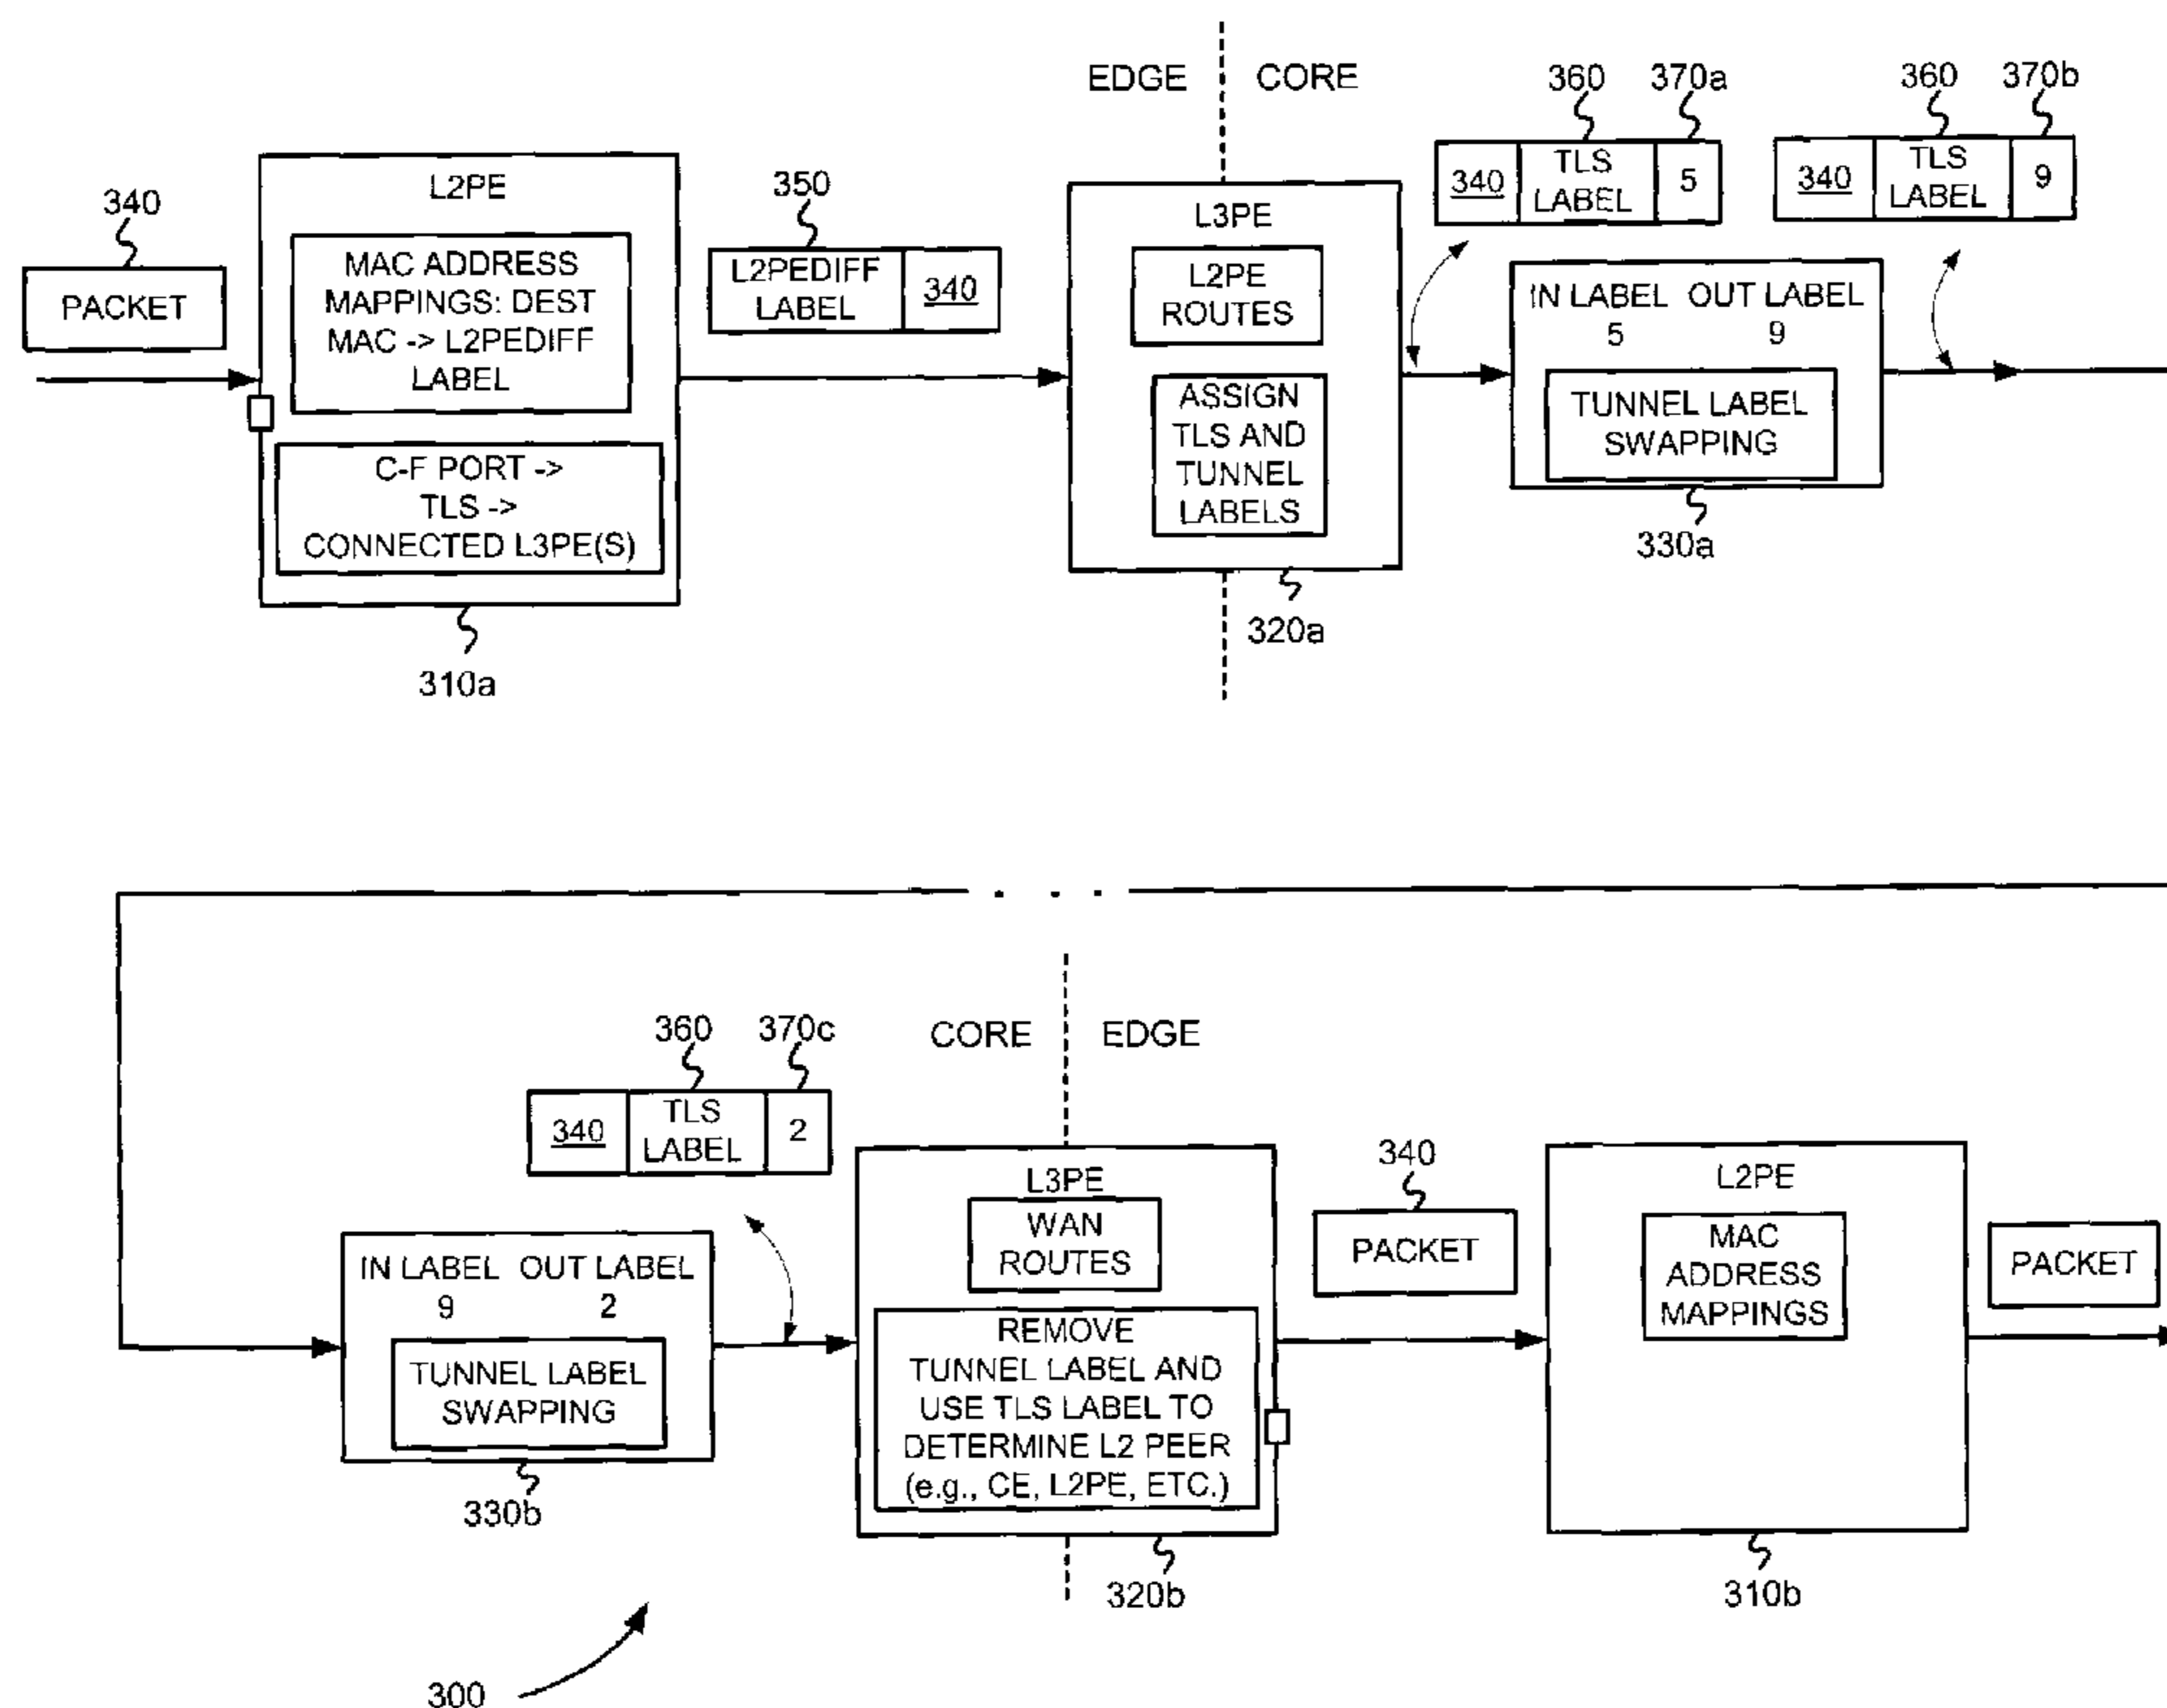 EDGE CORE
360 370a 360 370b
340 TLS LABEL 5
340 TLS LABEL 9
340
PACKET
L2PE
MAC ADDRESS
MAPPINGS: DEST
MAC -> L2PEDIFF
LABEL
C-F PORT ->
TLS ->
CONNECTED L3PE(S)
310a
350
L2PEDIFF
LABEL
340
L3PE
L2PE
ROUTES
ASSIGN
TLS AND
TUNNEL
LABELS
320a
IN LABEL OUT LABEL
5 9
TUNNEL LABEL
SWAPPING
330a
. . .
CORE EDGE
360 370c
340 TLS LABEL 2
IN LABEL OUT LABEL
9 2
TUNNEL LABEL
SWAPPING
330b
L3PE
WAN
ROUTES
REMOVE
TUNNEL LABEL AND
USE TLS LABEL TO
DETERMINE L2 PEER
(e.g., CE, L2PE, ETC.)
320b
340
PACKET
L2PE
MAC
ADDRESS
MAPPINGS
310b
PACKET
300